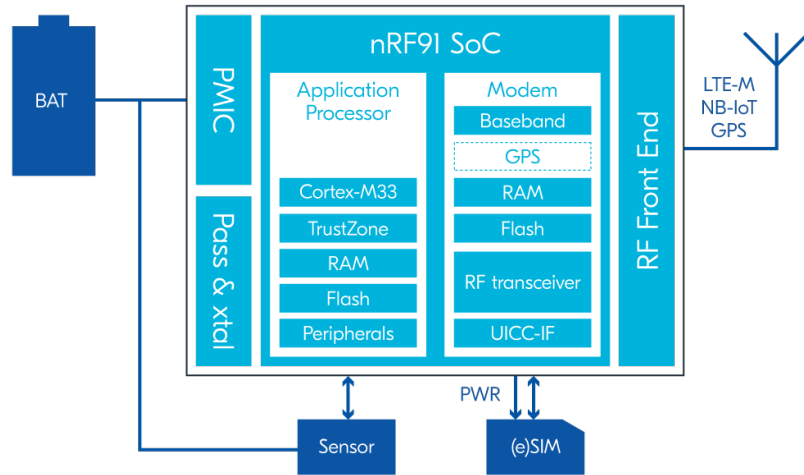 BAT
PMIC
Pass & xtal
nRF91 SoC
Application
Processor
Cortex-M33
TrustZone
RAM
Flash
Peripherals
Modem
Baseband
GPS
RAM
Flash
RF transceiver
UICC-IF
RF Front End
LTE-M
NB-IoT
GPS
PWR
Sensor
(e)SIM